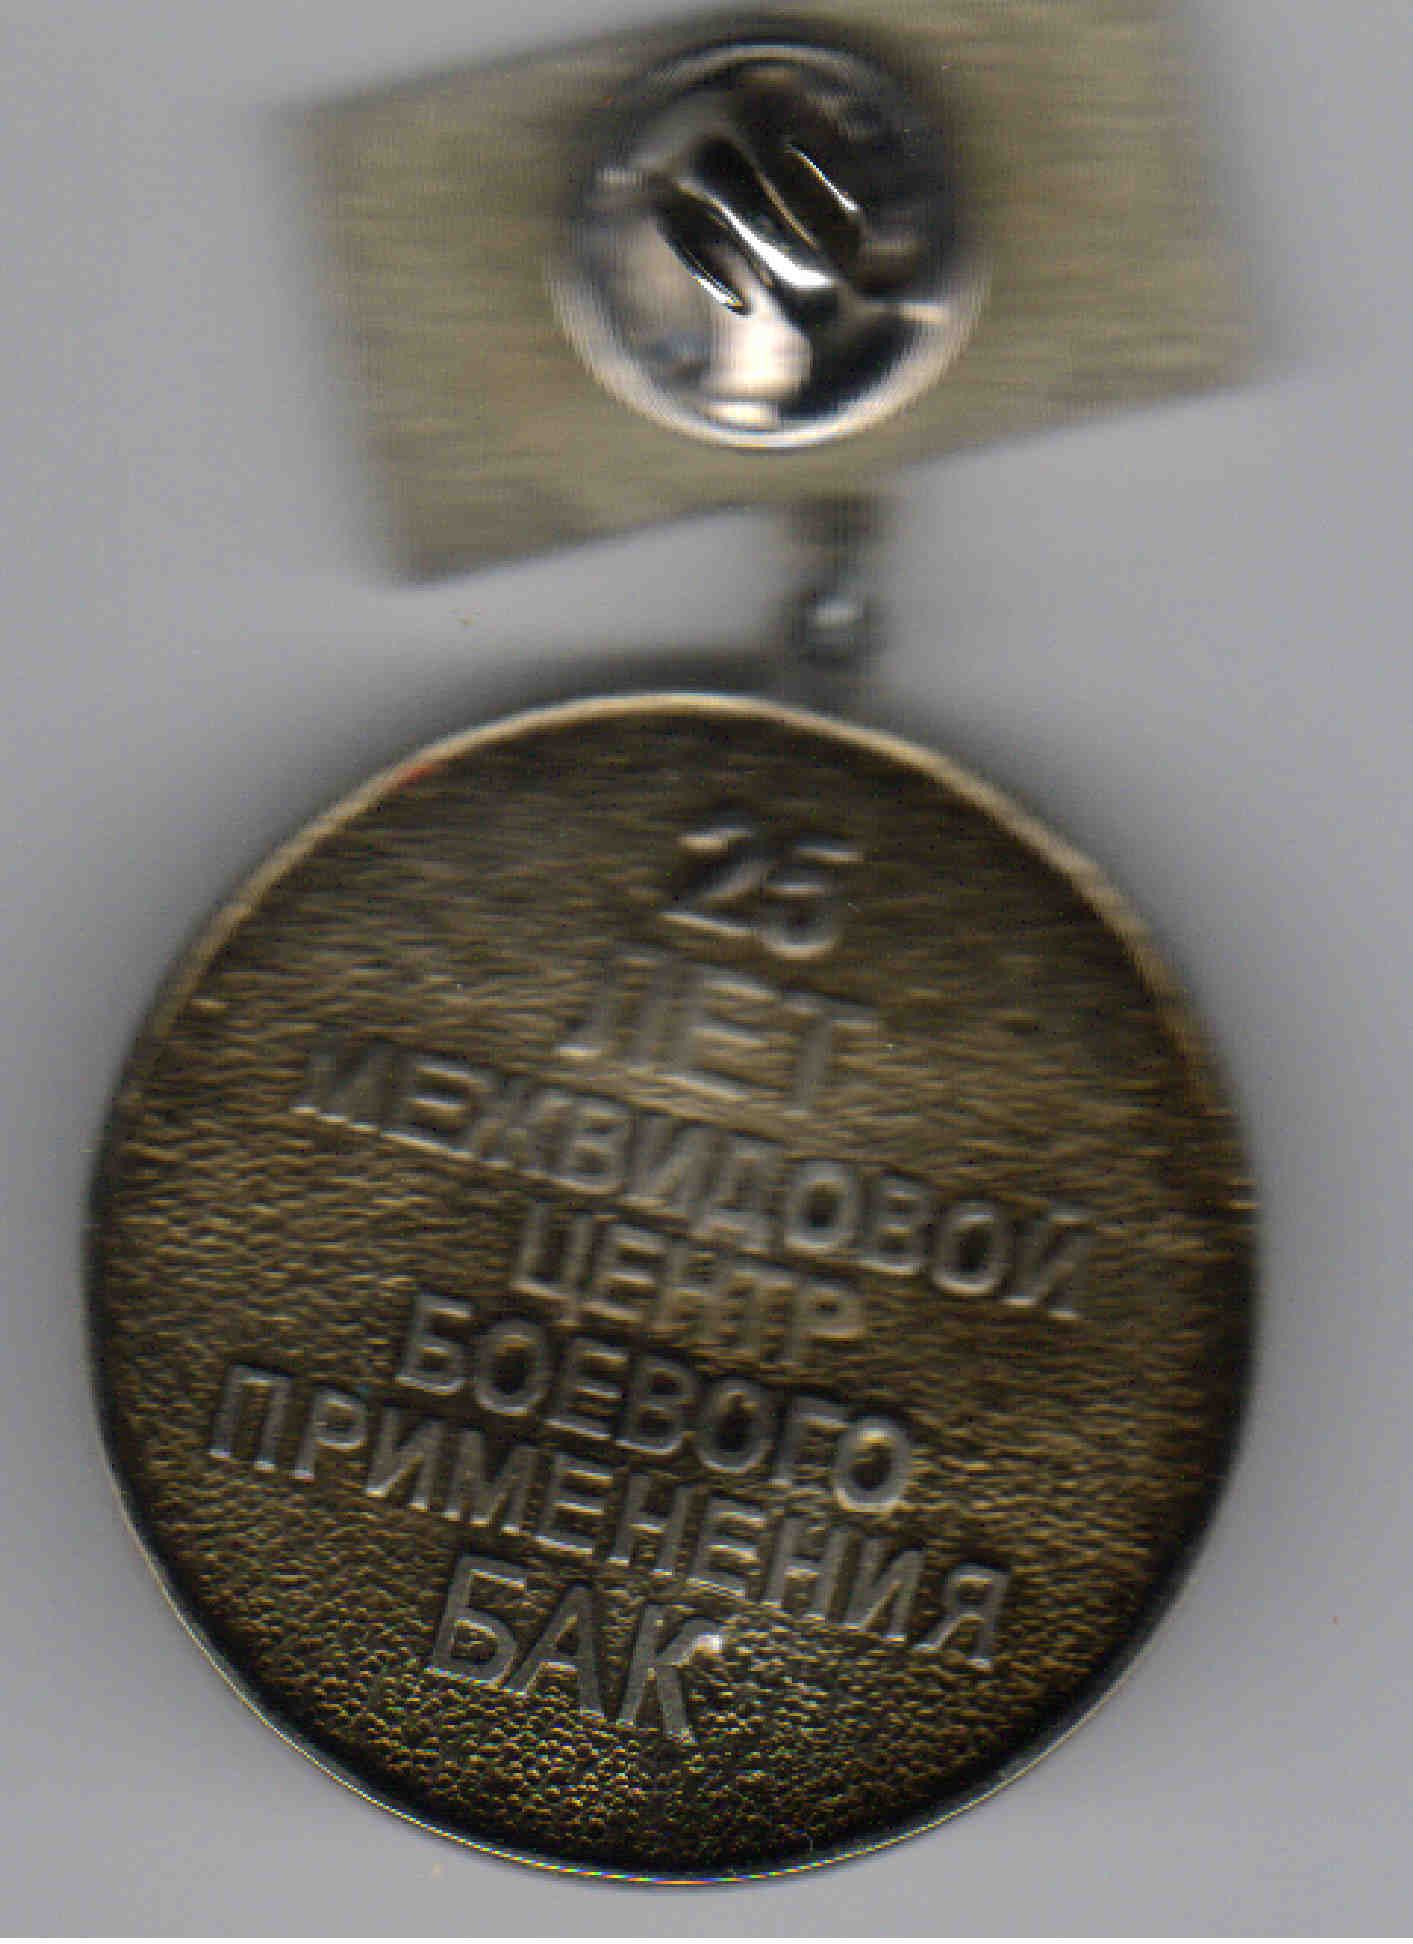 25
ЛЕТ
МЕЖВИДОВОЙ
ЦЕНТР
БОЕВОГО
ПРИМЕНЕНИЯ
БАК